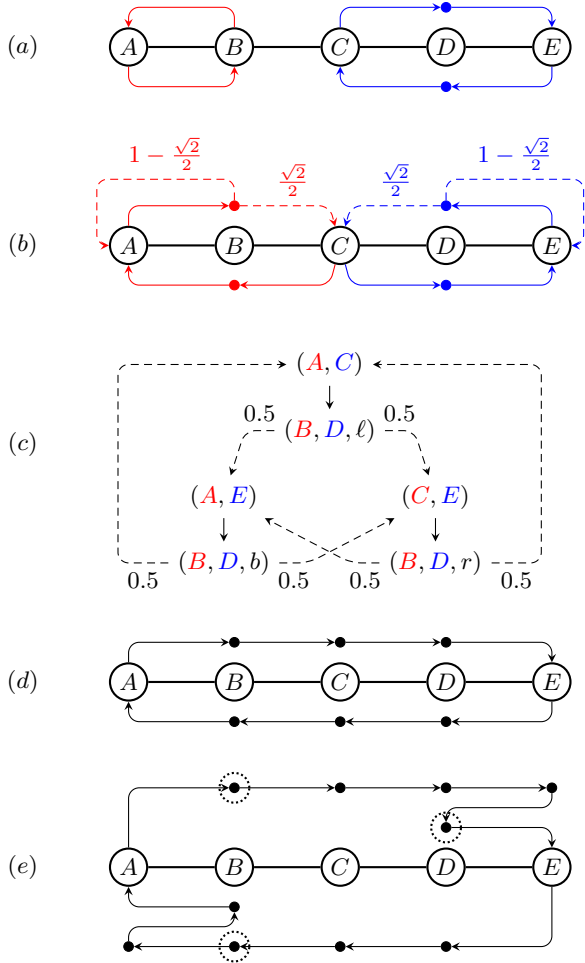 (a) A B C D E
1 − √2/2 √2/2 √2/2 1 − √2/2
(b) A B C D E
(A, C)
0.5 (B, D, ℓ) 0.5
(c)
(A, E) (C, E)
(B, D, b) (B, D, r)
0.5 0.5 0.5 0.5
(d) A B C D E
(e) A B C D E